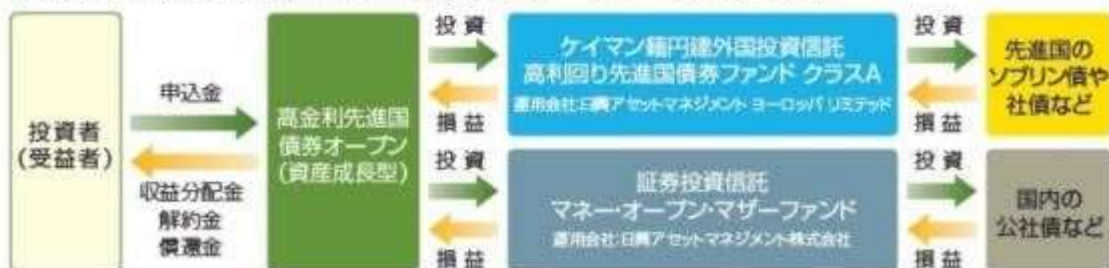 投資者
(受益者)
申込金
収益分配金
解約金
償還金
高金利先進国
債券オープン
(資産成長型)
投資
損益
ケイマン籍円建外国投資信託
高利回り先進国債券ファンド クラスA
運用会社:日興アセットマネジメント ヨーロッパ リミテッド
投資
損益
先進国の
ソブリン債や
社債など
投資
損益
証券投資信託
マネー・オープン・マザーファンド
運用会社:日興アセットマネジメント株式会社
投資
損益
国内の
公社債など